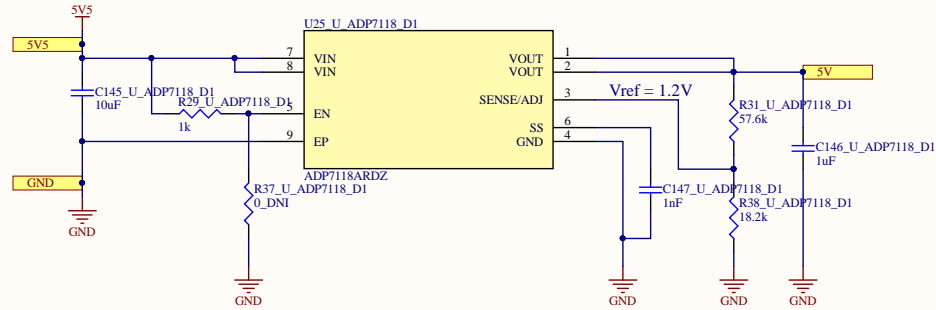 5V5
5V5
C145_U_ADP7118_D1
10uF
R29_U_ADP7118_D1
1k
GND
GND
R37_U_ADP7118_D1
0_DNI
GND
U25_U_ADP7118_D1
7 VIN
8 VIN
5 EN
9 EP
VOUT 1
VOUT 2
SENSE/ADJ 3
SS 6
GND 4
ADP7118ARDZ
Vref = 1.2V
5V
R31_U_ADP7118_D1
57.6k
C146_U_ADP7118_D1
1uF
C147_U_ADP7118_D1
1nF
R38_U_ADP7118_D1
18.2k
GND
GND
GND